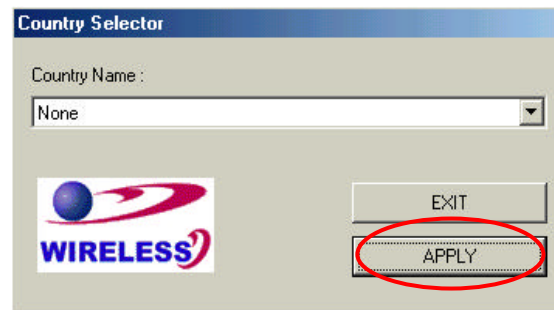 Country Selector
Country Name :
None
EXIT
WIRELESS
APPLY